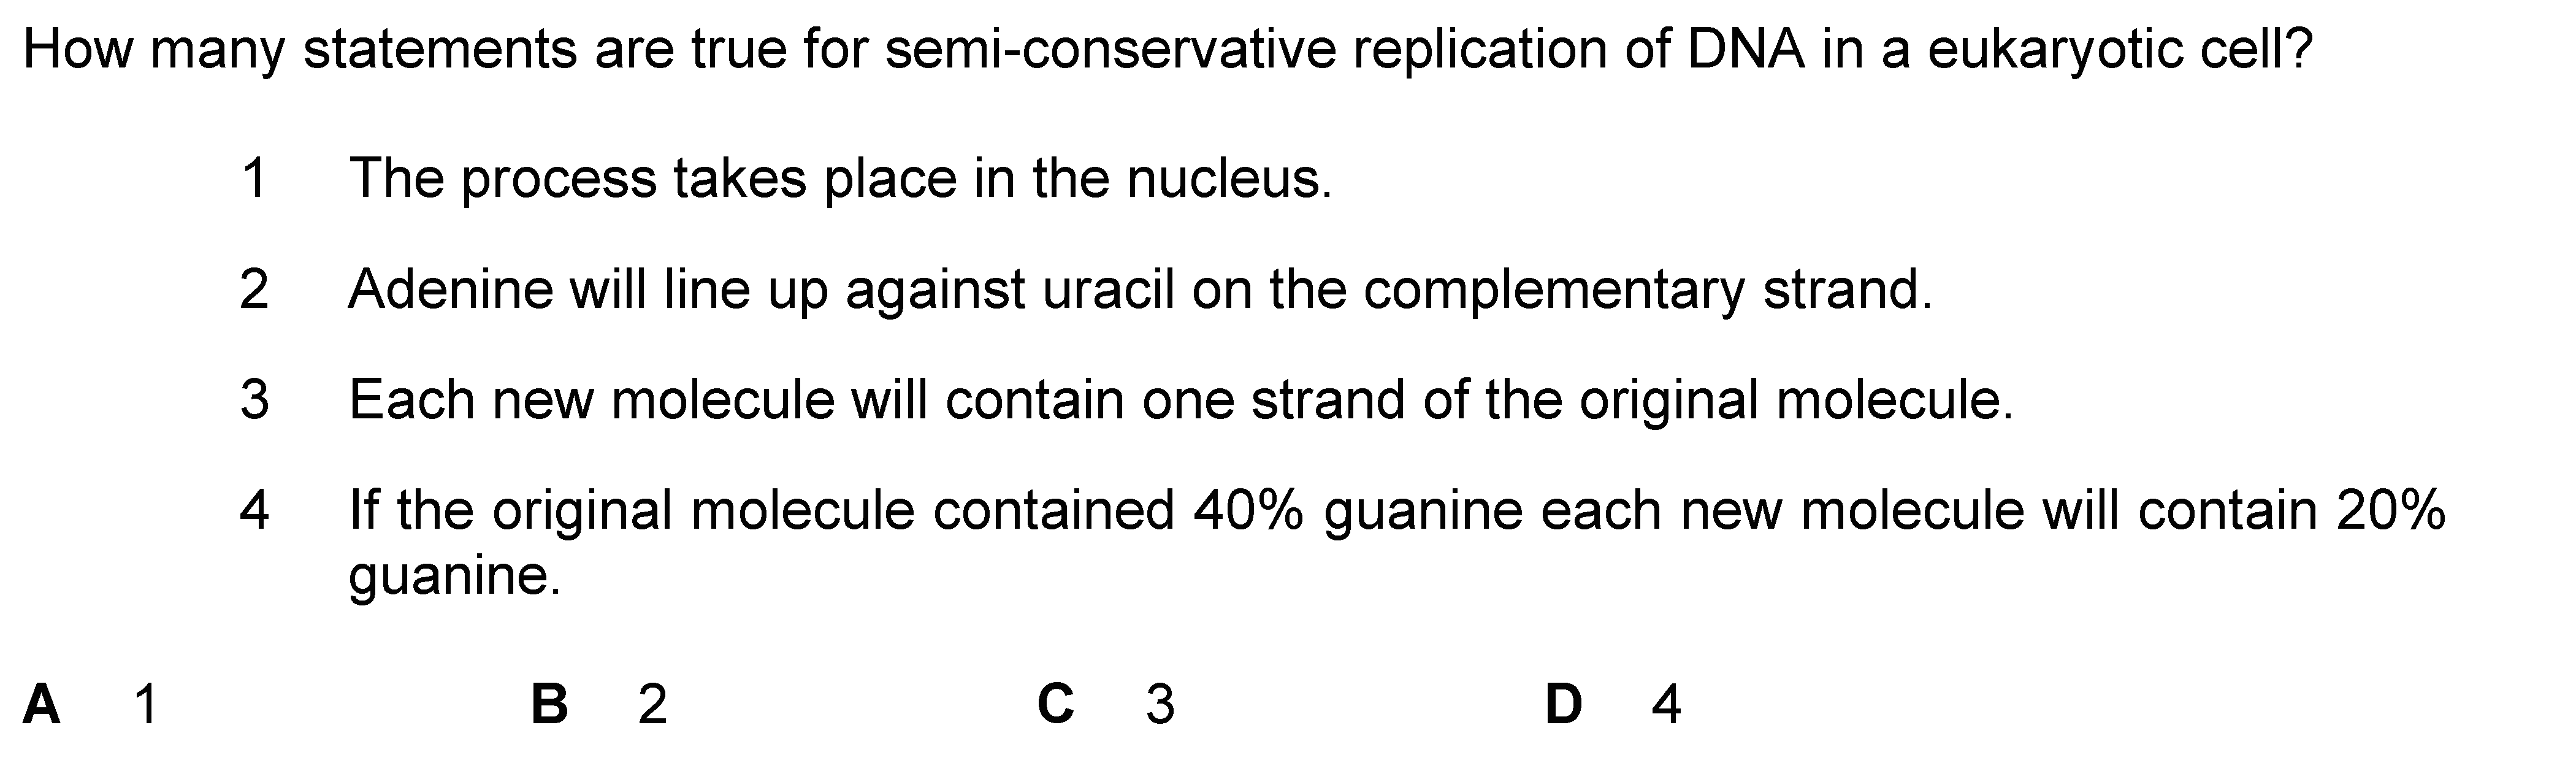 How many statements are true for semi-conservative replication of DNA in a eukaryotic cell?
1 The process takes place in the nucleus.
2 Adenine will line up against uracil on the complementary strand.
3 Each new molecule will contain one strand of the original molecule.
4 If the original molecule contained 40% guanine each new molecule will contain 20%
guanine.
A 1 B 2 C 3 D 4